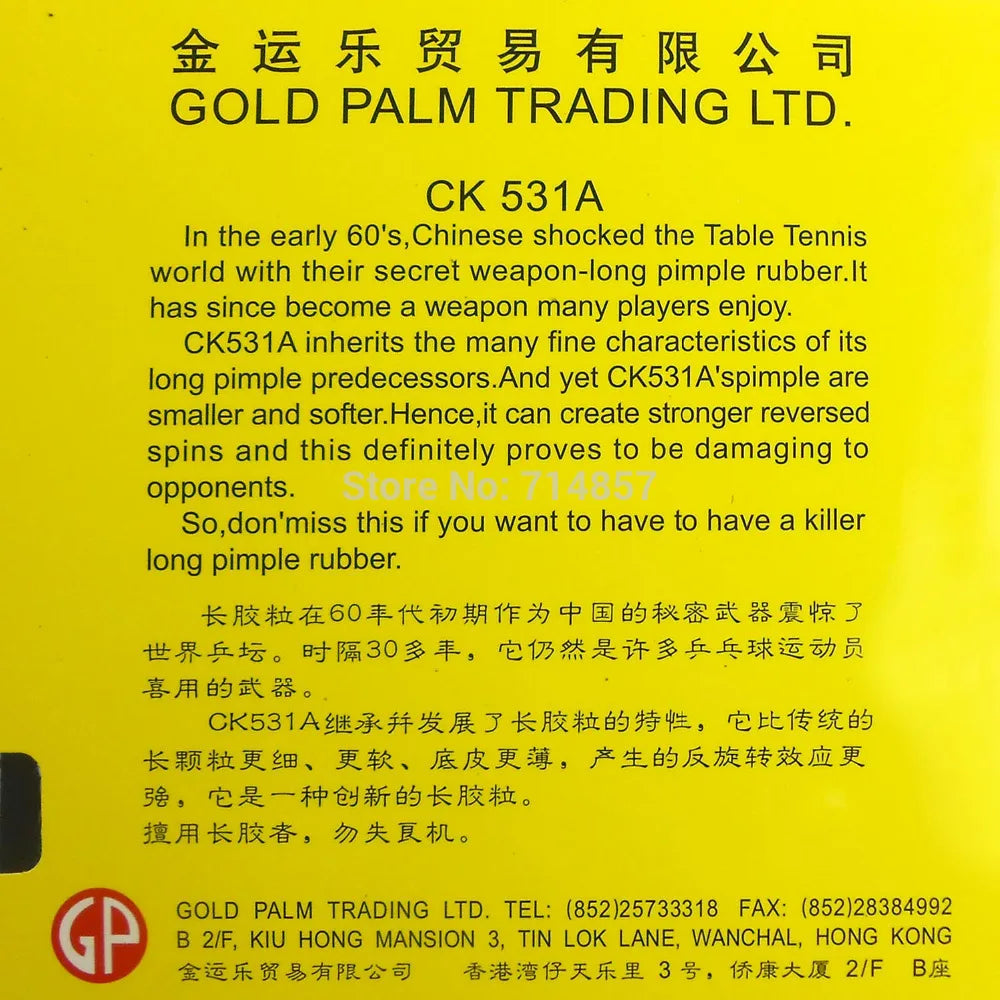 金运乐贸易有限公司
GOLD PALM TRADING LTD.
CK 531A
In the early 60's,Chinese shocked the Table Tennis
world with their secret weapon-long pimple rubber.It
has since become a weapon many players enjoy.
CK531A inherits the many fine characteristics of its
long pimple predecessors.And yet CK531A'spimple are
smaller and softer.Hence,it can create stronger reversed
spins and this definitely proves to be damaging to
opponents.
Store No: 714857
So,don'miss this if you want to have to have a killer
long pimple rubber.
长胶粒在60年代初期作为中国的秘密武器震惊了
世界乒坛。时隔30多年，它仍然是许多乒乓球运动员
喜用的武器。
CK531A继承并发展了长胶粒的特性，它比传统的
长颗粒更细、更软、底皮更薄，产生的反旋转效应更
强，它是一种创新的长胶粒。
擅用长胶者，勿失良机。
GP
GOLD PALM TRADING LTD. TEL: (852)25733318 FAX: (852)28384992
B 2/F, KIU HONG MANSION 3, TIN LOK LANE, WANCHAL, HONG KONG
金运乐贸易有限公司 香港湾仔天乐里 3 号，侨康大厦 2/F B座